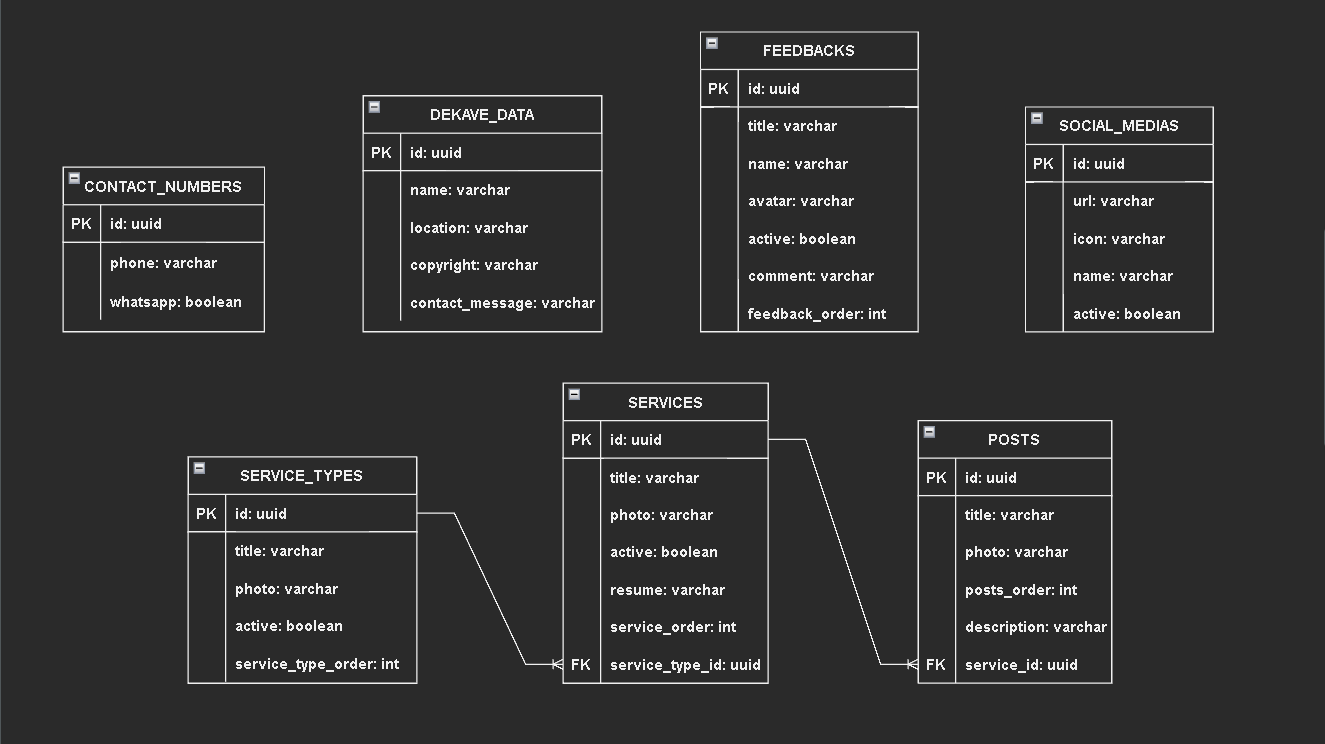 CONTACT_NUMBERS
PK id: uuid
phone: varchar
whatsapp: boolean
DEKAVE_DATA
PK id: uuid
name: varchar
location: varchar
copyright: varchar
contact_message: varchar
FEEDBACKS
PK id: uuid
title: varchar
name: varchar
avatar: varchar
active: boolean
comment: varchar
feedback_order: int
SOCIAL_MEDIAS
PK id: uuid
url: varchar
icon: varchar
name: varchar
active: boolean
SERVICE_TYPES
PK id: uuid
title: varchar
photo: varchar
active: boolean
service_type_order: int
SERVICES
PK id: uuid
title: varchar
photo: varchar
active: boolean
resume: varchar
service_order: int
FK service_type_id: uuid
POSTS
PK id: uuid
title: varchar
photo: varchar
posts_order: int
description: varchar
FK service_id: uuid